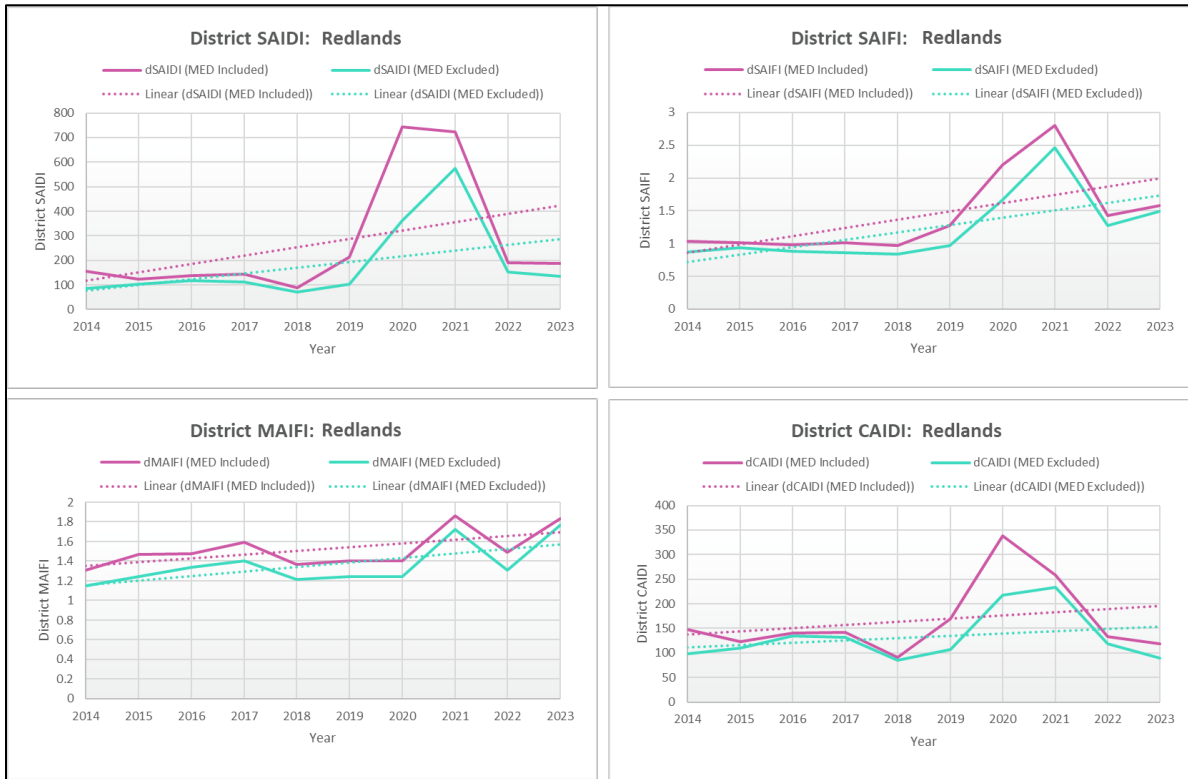 District SAIDI: Redlands
dSAIDI (MED Included) dSAIDI (MED Excluded)
Linear (dSAIDI (MED Included)) Linear (dSAIDI (MED Excluded))
800
700
600
500
400
300
200
100
0
District SAIDI
2014 2015 2016 2017 2018 2019 2020 2021 2022 2023
Year
District SAIFI: Redlands
dSAIFI (MED Included) dSAIFI (MED Excluded)
Linear (dSAIFI (MED Included)) Linear (dSAIFI (MED Excluded))
3
2.5
2
1.5
1
0.5
0
District SAIFI
2014 2015 2016 2017 2018 2019 2020 2021 2022 2023
Year
District MAIFI: Redlands
dMAIFI (MED Included) dMAIFI (MED Excluded)
Linear (dMAIFI (MED Included)) Linear (dMAIFI (MED Excluded))
2
1.8
1.6
1.4
1.2
1
0.8
0.6
0.4
0.2
0
District MAIFI
2014 2015 2016 2017 2018 2019 2020 2021 2022 2023
Year
District CAIDI: Redlands
dCAIDI (MED Included) dCAIDI (MED Excluded)
Linear (dCAIDI (MED Included)) Linear (dCAIDI (MED Excluded))
400
350
300
250
200
150
100
50
0
District CAIDI
2014 2015 2016 2017 2018 2019 2020 2021 2022 2023
Year